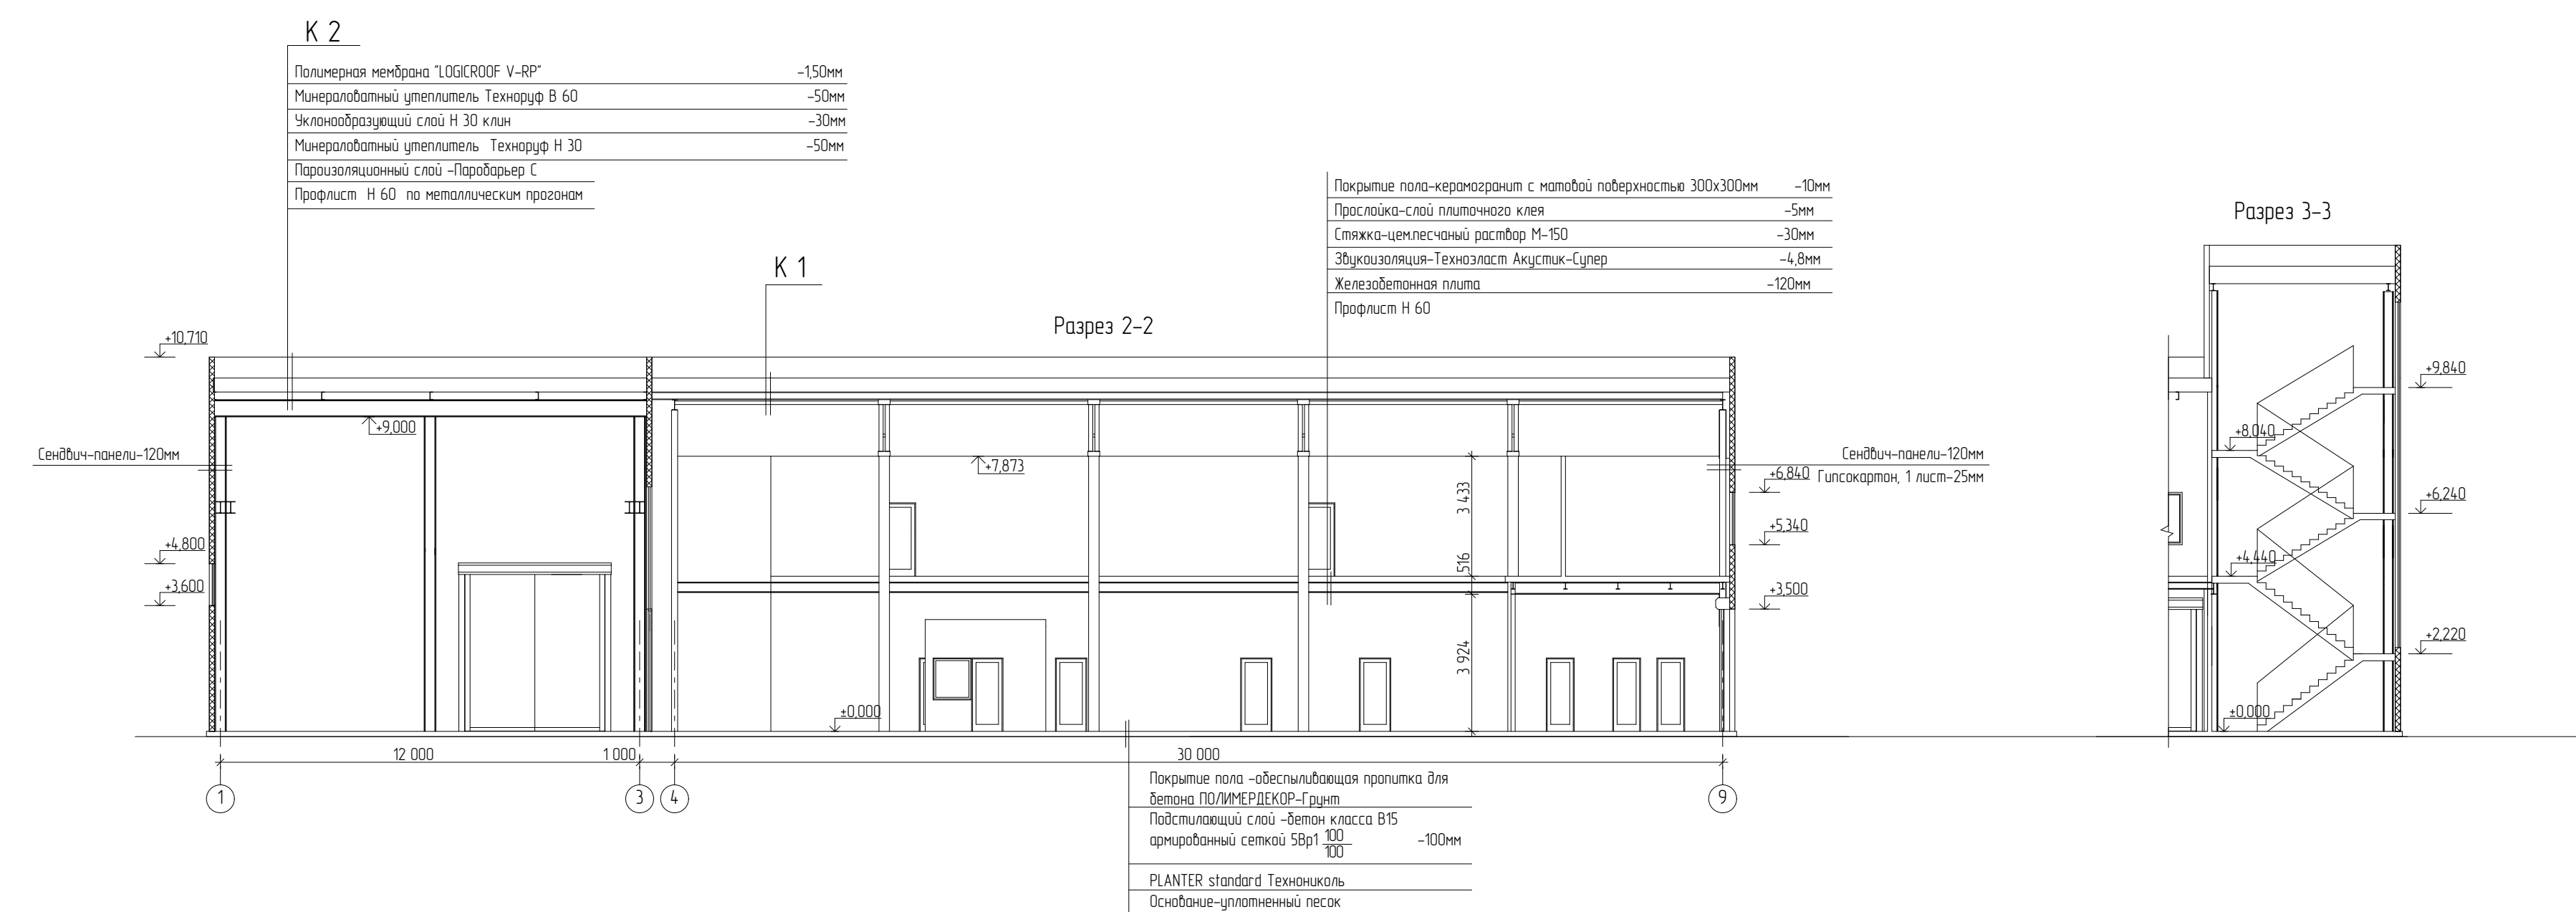 К 2
Полимерная мембрана "LOGICROOF V-RP" -1,50мм
Минераловатный утеплитель Техноруф В 60 -50мм
Уклонообразующий слой Н 30 клин -30мм
Минераловатный утеплитель Техноруф Н 30 -50мм
Пароизоляционный слой -Паробарьер С
Профлист Н 60 по металлическим прогонам
К 1
Разрез 2-2
Покрытие пола-керамогранит с матовой поверхностью 300х300мм -10мм
Прослойка-слой плиточного клея -5мм
Стяжка-цем.песчаный раствор М-150 -30мм
Звукоизоляция-Техноэласт Акустик-Супер -4,8мм
Железобетонная плита -120мм
Профлист Н 60
Разрез 3-3
+10,710
+9,000
Сендвич-панели-120мм
+4,800
+3,600
+7,873
±0,000
3 433
516
3 924
Сендвич-панели-120мм
+6,840 Гипсокартон, 1 лист-25мм
+5,340
+3,500
12 000
1 000
30 000
1
3
4
9
Покрытие пола -обеспыливающая пропитка для
бетона ПОЛИМЕРДЕКОР-Грунт
Подстилающий слой -бетон класса В15
армированный сеткой 5Вр1 100/100 -100мм
PLANTER standard Технониколь
Основание-уплотненный песок
+9,840
+8,040
+6,240
+4,440
+2,220
±0,000